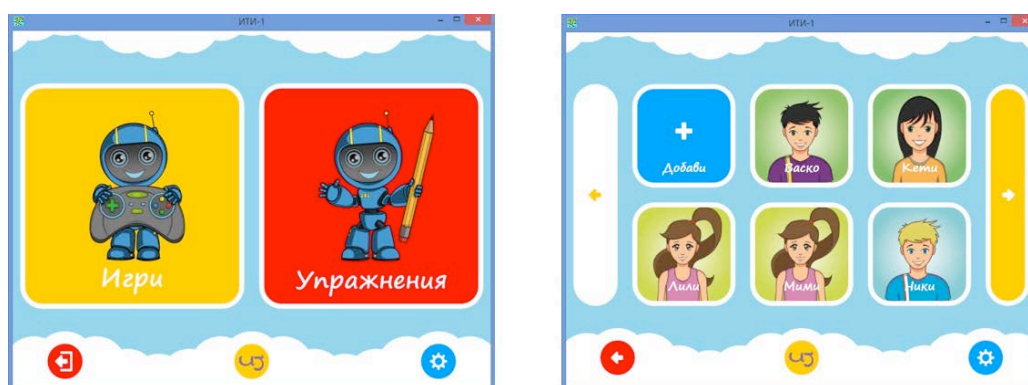 ИТИ-1
Игри
Упражнения
ИТИ-1
Добави
Васко
Кети
Лили
Мими
Ники